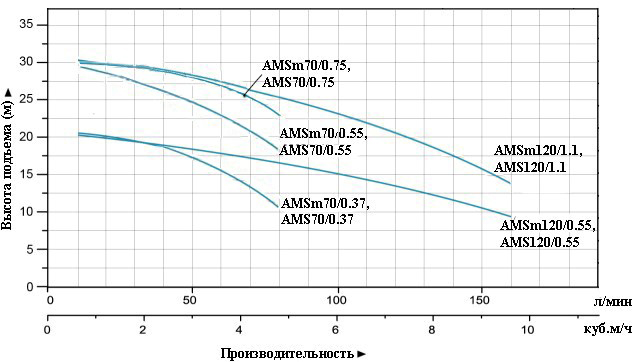 35
30
25
20
15
10
5
0
Высота подъема (м)
AMSm70/0.75,
AMS70/0.75
AMSm70/0.55,
AMS70/0.55
AMSm120/1.1,
AMS120/1.1
AMSm70/0.37,
AMS70/0.37
AMSm120/0.55,
AMS120/0.55
0 50 100 150 л/мин
0 2 4 6 8 10 куб.м/ч
Производительность